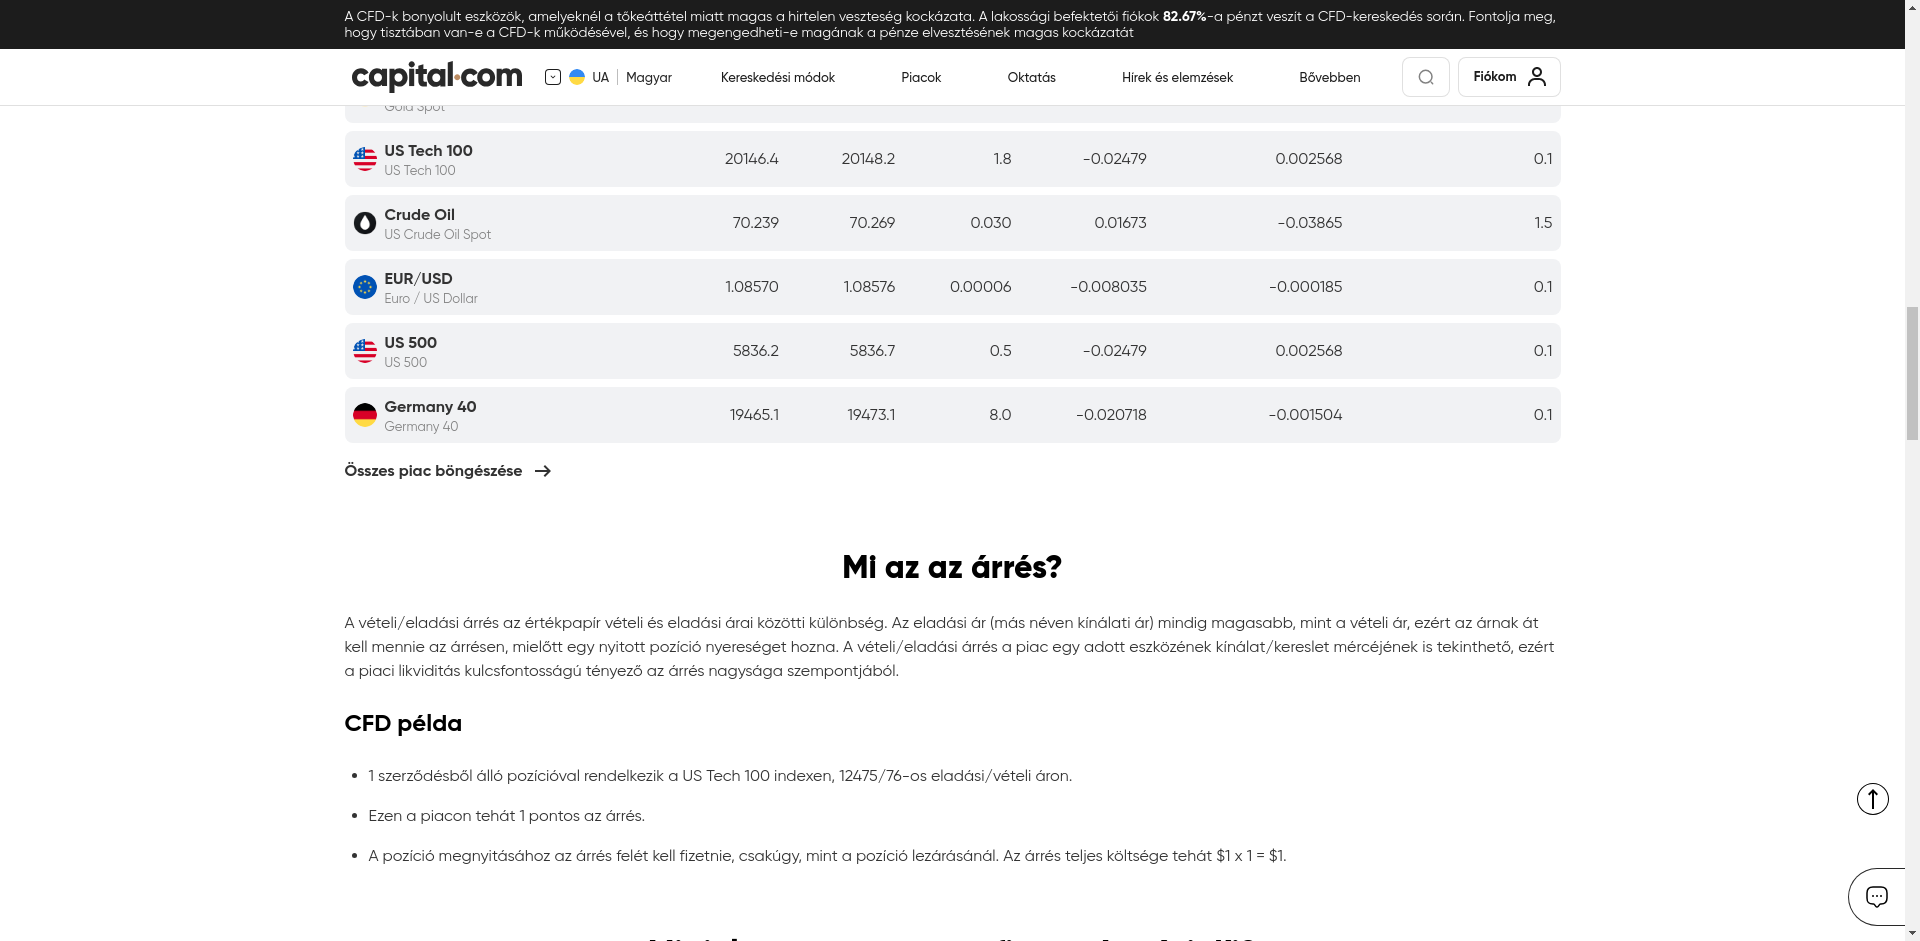 A CFD-k bonyolult eszközök, amelyeknél a tőkeáttétel miatt magas a hirtelen veszteség kockázata. A lakossági befektetői fiókok 82.67%-a pénzt veszít a CFD-kereskedés során. Fontolja meg,
hogy tisztában van-e a CFD-k működésével, és hogy megengedheti-e magának a pénze elvesztésének magas kockázatát
capital.com UA Magyar Kereskedési módok Piacok Oktatás Hírek és elemzések Bővebben Fiókom
Gold Spot
US Tech 100
US Tech 100
20146.4 20148.2 1.8 -0.02479 0.002568 0.1
Crude Oil
US Crude Oil Spot
70.239 70.269 0.030 0.01673 -0.03865 1.5
EUR/USD
Euro / US Dollar
1.08570 1.08576 0.00006 -0.008035 -0.000185 0.1
US 500
US 500
5836.2 5836.7 0.5 -0.02479 0.002568 0.1
Germany 40
Germany 40
19465.1 19473.1 8.0 -0.020718 -0.001504 0.1
Összes piac böngészése
Mi az az árrés?
A vételi/eladási árrés az értékpapír vételi és eladási árai közötti különbség. Az eladási ár (más néven kínálati ár) mindig magasabb, mint a vételi ár, ezért az árnak át
kell mennie az árrésen, mielőtt egy nyitott pozíció nyereséget hozna. A vételi/eladási árrés a piac egy adott eszközének kínálat/kereslet mércéjének is tekinthető, ezért
a piaci likviditás kulcsfontosságú tényező az árrés nagysága szempontjából.
CFD példa
1 szerződésből álló pozícióval rendelkezik a US Tech 100 indexen, 12475/76-os eladási/vételi áron.
Ezen a piacon tehát 1 pontos az árrés.
A pozíció megnyitásához az árrés felét kell fizetnie, csakúgy, mint a pozíció lezárásánál. Az árrés teljes költsége tehát $1 x 1 = $1.